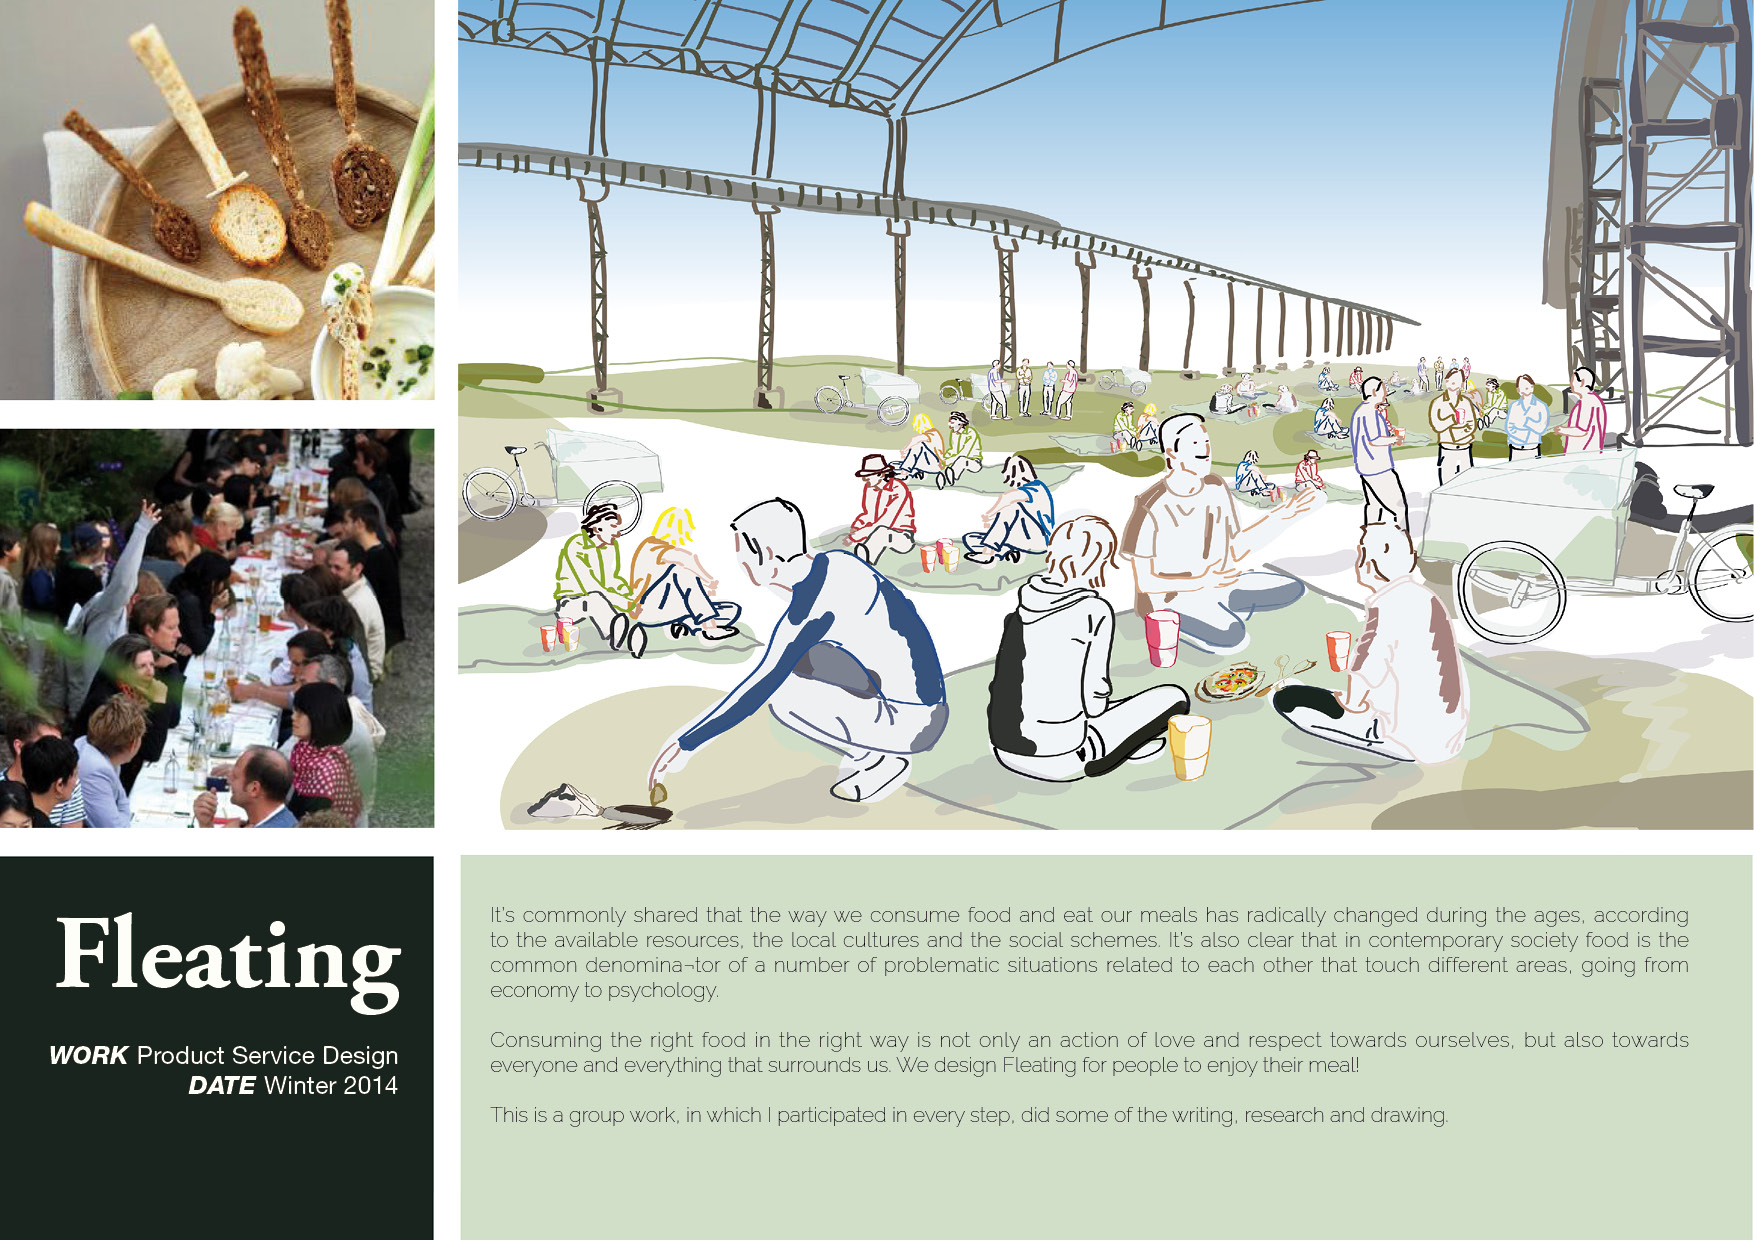 Fleating
WORK Product Service Design
DATE Winter 2014
It's commonly shared that the way we consume food and eat our meals has radically changed during the ages, according
to the available resources, the local cultures and the social schemes. It's also clear that in contemporary society food is the
common denomina¬tor of a number of problematic situations related to each other that touch different areas, going from
economy to psychology.
Consuming the right food in the right way is not only an action of love and respect towards ourselves, but also towards
everyone and everything that surrounds us. We design Fleating for people to enjoy their meal!
This is a group work, in which I participated in every step, did some of the writing, research and drawing.